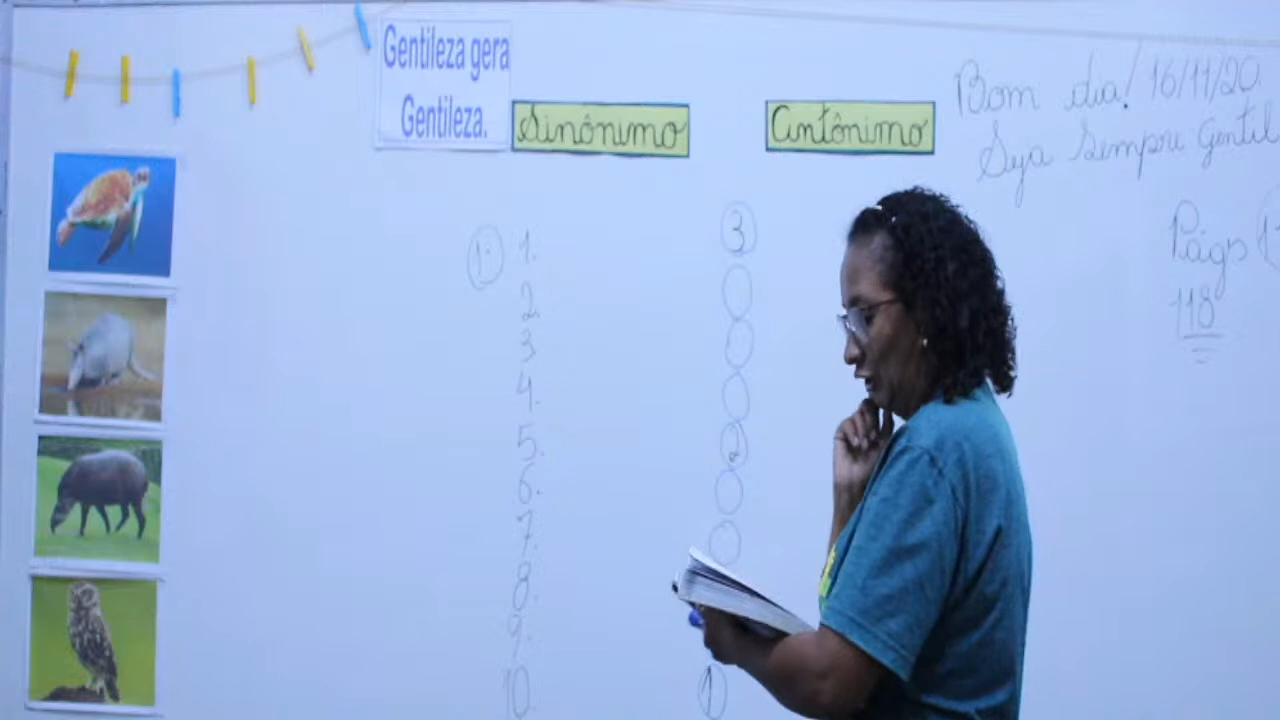 Gentileza gera
Gentileza.
Sinônimo
Antônimo
Bom dia! 16/11/20
Seja sempre gentil
Págs
118
1.
1.
2.
3
4.
5.
6.
7.
8.
9.
10.
3
2
1